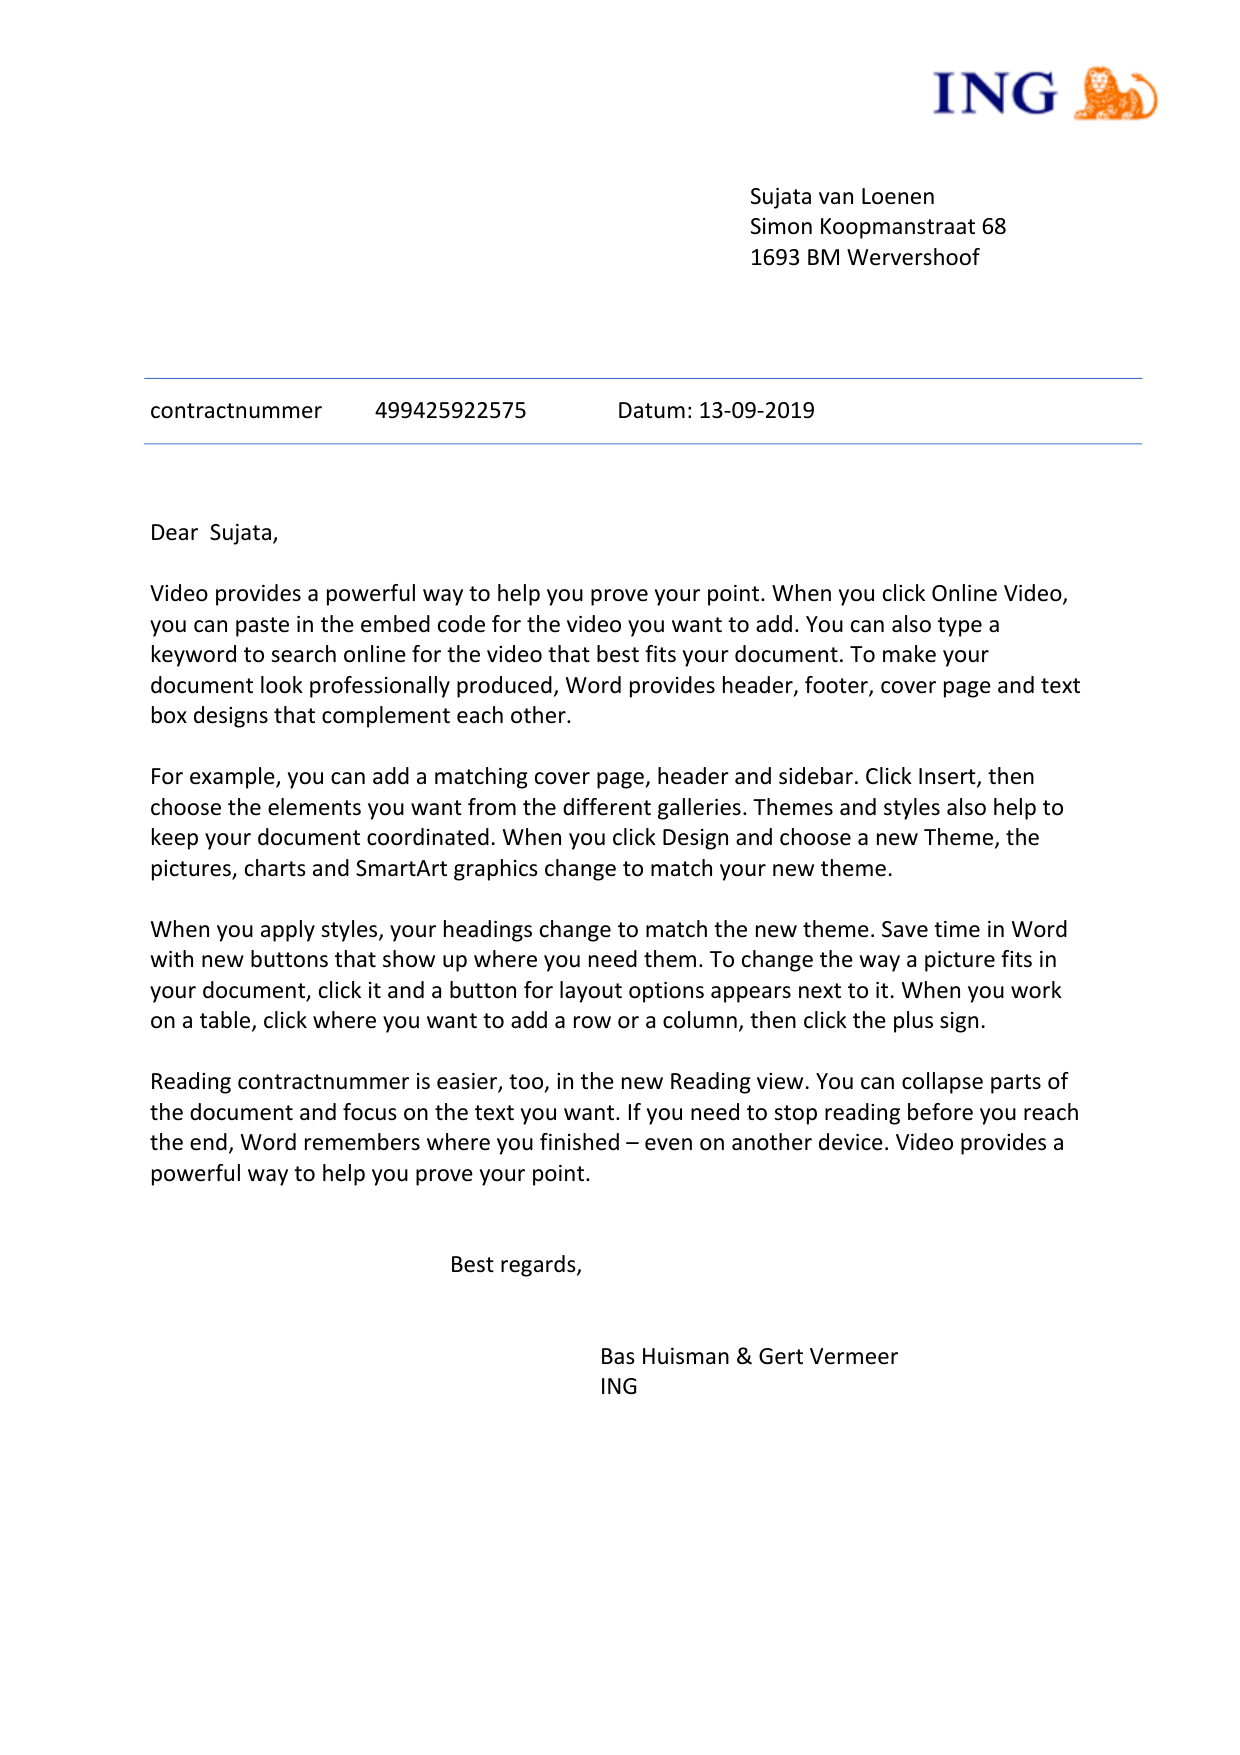 ING
Sujata van Loenen
Simon Koopmanstraat 68
1693 BM Wervershoof
contractnummer 499425922575 Datum: 13-09-2019
Dear  Sujata,
Video provides a powerful way to help you prove your point. When you click Online Video,
you can paste in the embed code for the video you want to add. You can also type a
keyword to search online for the video that best fits your document. To make your
document look professionally produced, Word provides header, footer, cover page and text
box designs that complement each other.
For example, you can add a matching cover page, header and sidebar. Click Insert, then
choose the elements you want from the different galleries. Themes and styles also help to
keep your document coordinated. When you click Design and choose a new Theme, the
pictures, charts and SmartArt graphics change to match your new theme.
When you apply styles, your headings change to match the new theme. Save time in Word
with new buttons that show up where you need them. To change the way a picture fits in
your document, click it and a button for layout options appears next to it. When you work
on a table, click where you want to add a row or a column, then click the plus sign.
Reading contractnummer is easier, too, in the new Reading view. You can collapse parts of
the document and focus on the text you want. If you need to stop reading before you reach
the end, Word remembers where you finished – even on another device. Video provides a
powerful way to help you prove your point.
Best regards,
Bas Huisman & Gert Vermeer
ING